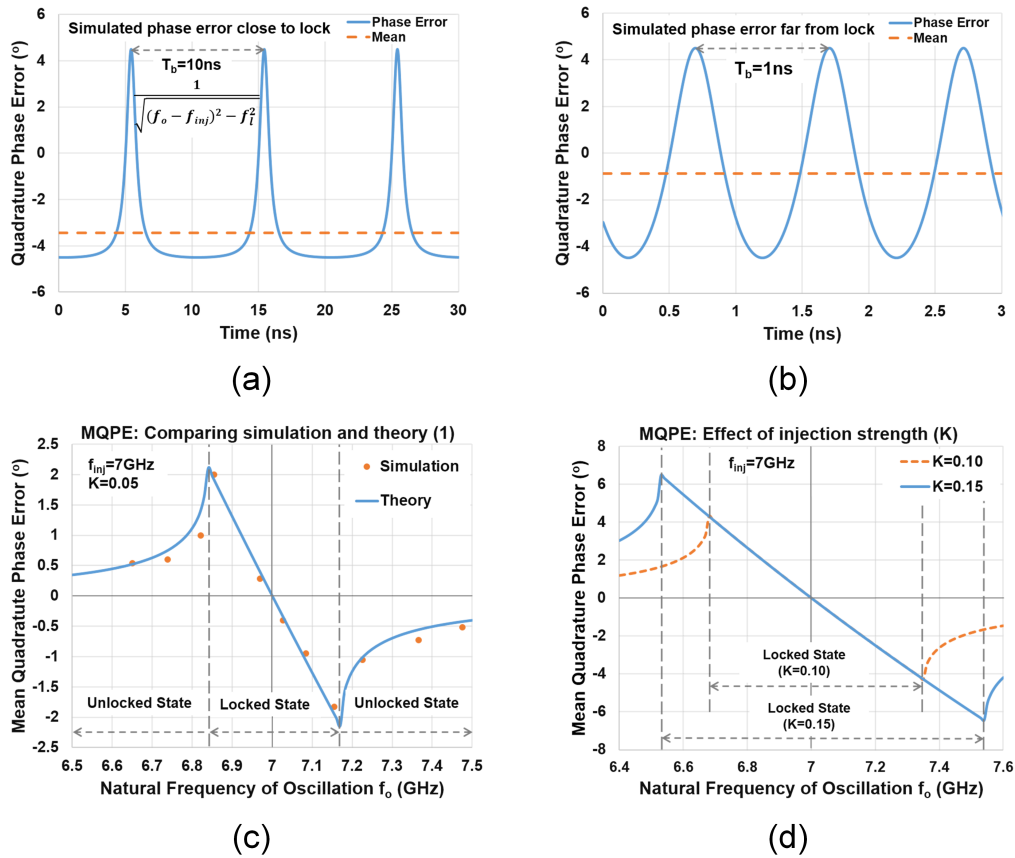 Simulated phase error close to lock
Phase Error
Mean
T_b=10ns
1
√((f_o − f_inj)² − f_l²)
Quadrature Phase Error (°)
6
4
2
0
-2
-4
-6
0
5
10
15
20
25
30
Time (ns)
(a)
Simulated phase error far from lock
Phase Error
Mean
T_b=1ns
Quadrature Phase Error (°)
6
4
2
0
-2
-4
-6
0
0.5
1
1.5
2
2.5
3
Time (ns)
(b)
MQPE: Comparing simulation and theory (1)
f_inj=7GHz
K=0.05
Simulation
Theory
Mean Quadratute Phase Error (°)
2.5
2
1.5
1
0.5
0
-0.5
-1
-1.5
-2
-2.5
Unlocked State
Locked State
Unlocked State
6.5
6.6
6.7
6.8
6.9
7
7.1
7.2
7.3
7.4
7.5
Natural Frequency of Oscillation f_o (GHz)
(c)
MQPE: Effect of injection strength (K)
f_inj=7GHz
K=0.10
K=0.15
Mean Quadrature Phase Error (°)
8
6
4
2
0
-2
-4
-6
-8
Locked State
(K=0.10)
Locked State
(K=0.15)
6.4
6.6
6.8
7
7.2
7.4
7.6
Natural Frequency of Oscillation f_o (GHz)
(d)